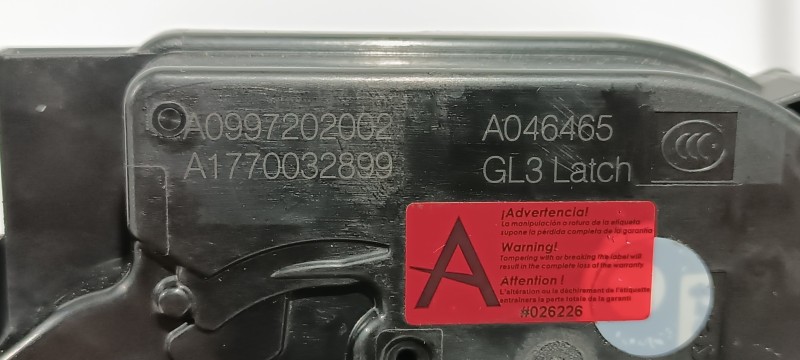 A0997202002
A1770032899
A046465
GL3 Latch
A
¡Advertencia!
La manipulación o rotura de la etiqueta
supone la pérdida completa de la garantía
Warning!
Tampering with or breaking the label will
result in the complete loss of the warranty
Attention !
L'altération ou le déchirement de l'étiquette
entraînera la perte totale de la garanti
#026226